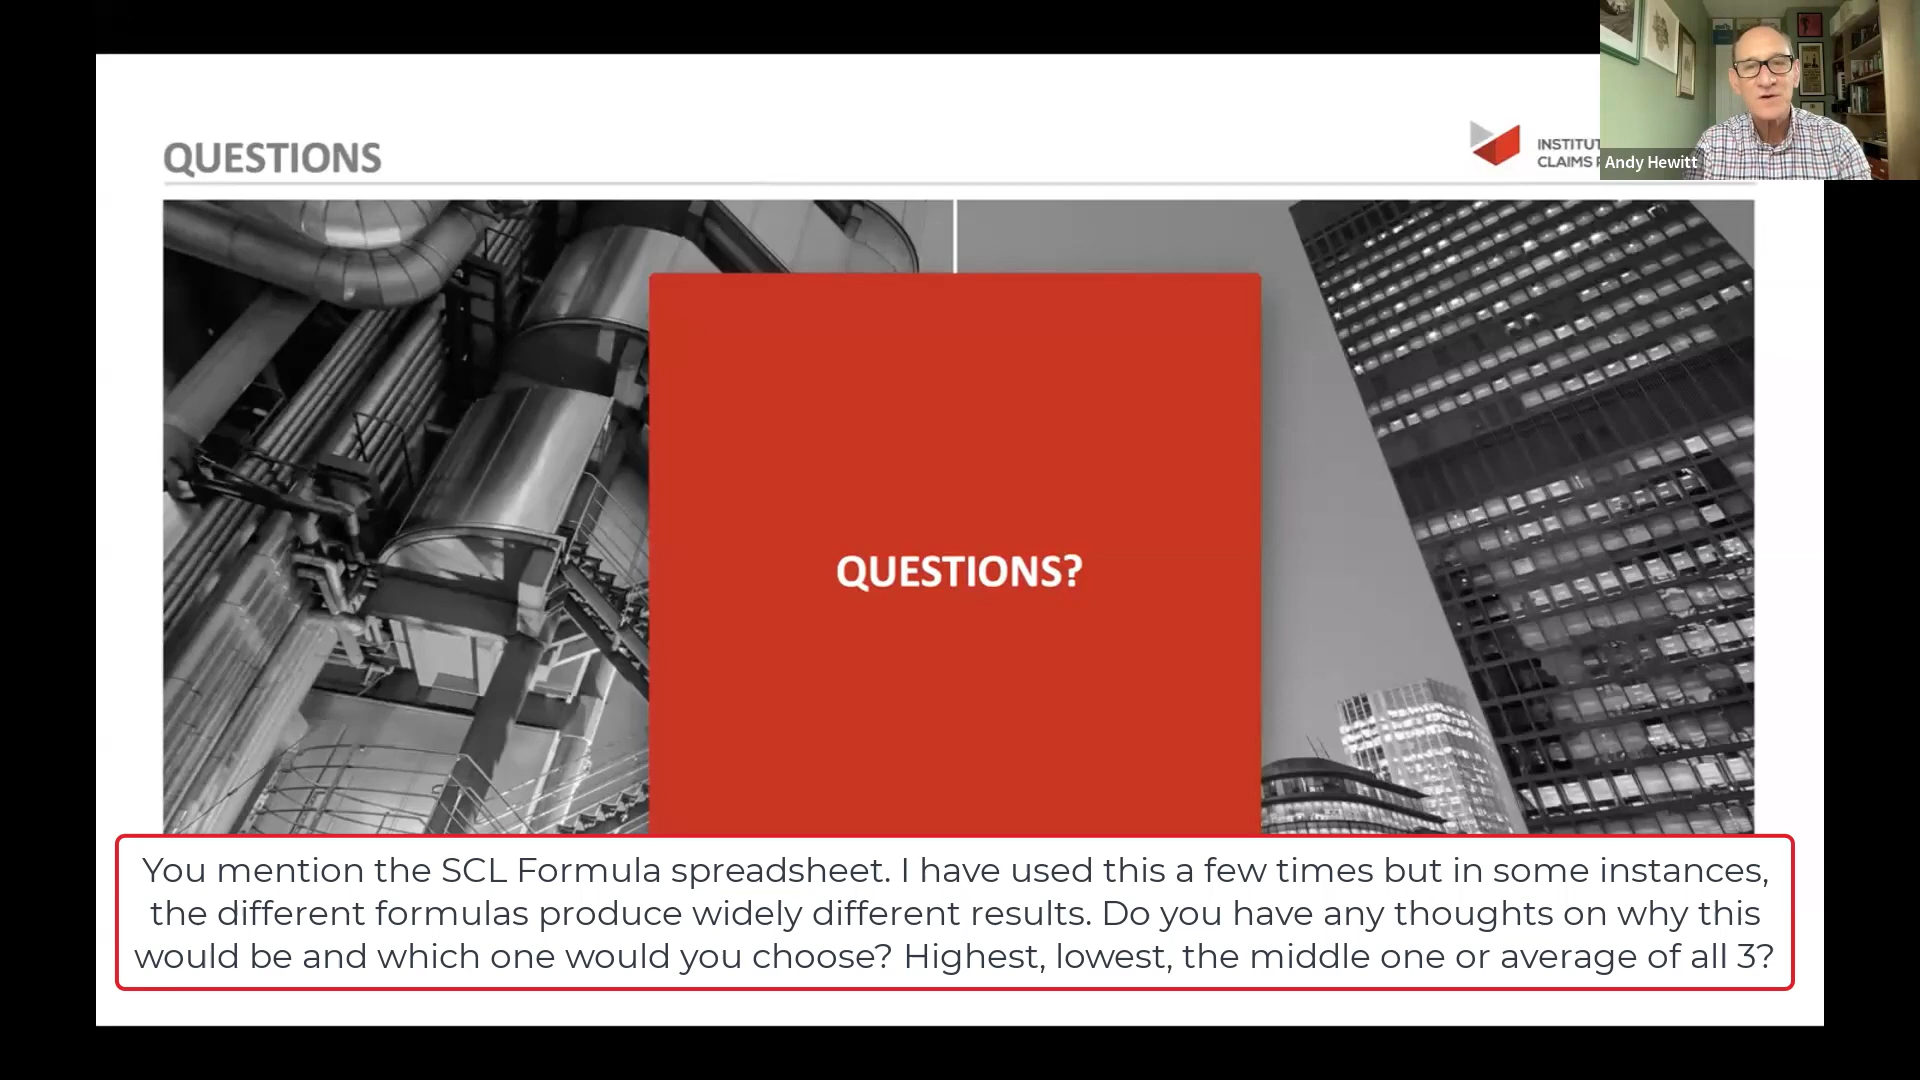 QUESTIONS
INSTITUT
CLAIMS
Andy Hewitt
QUESTIONS?
You mention the SCL Formula spreadsheet. I have used this a few times but in some instances,
the different formulas produce widely different results. Do you have any thoughts on why this
would be and which one would you choose? Highest, lowest, the middle one or average of all 3?